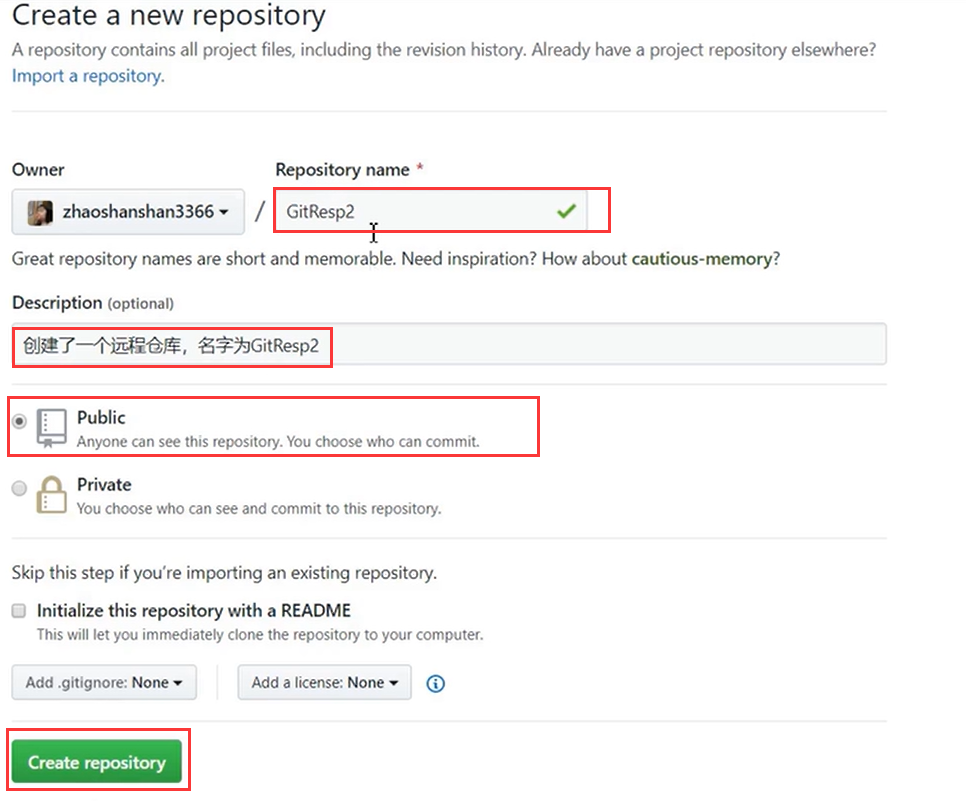 Create a new repository
A repository contains all project files, including the revision history. Already have a project repository elsewhere?
Import a repository.
Owner
Repository name *
zhaoshanshan3366 / GitResp2
Great repository names are short and memorable. Need inspiration? How about cautious-memory?
Description (optional)
创建了一个远程仓库，名字为GitResp2
Public
Anyone can see this repository. You choose who can commit.
Private
You choose who can see and commit to this repository.
Skip this step if you’re importing an existing repository.
Initialize this repository with a README
This will let you immediately clone the repository to your computer.
Add .gitignore: None
Add a license: None
Create repository